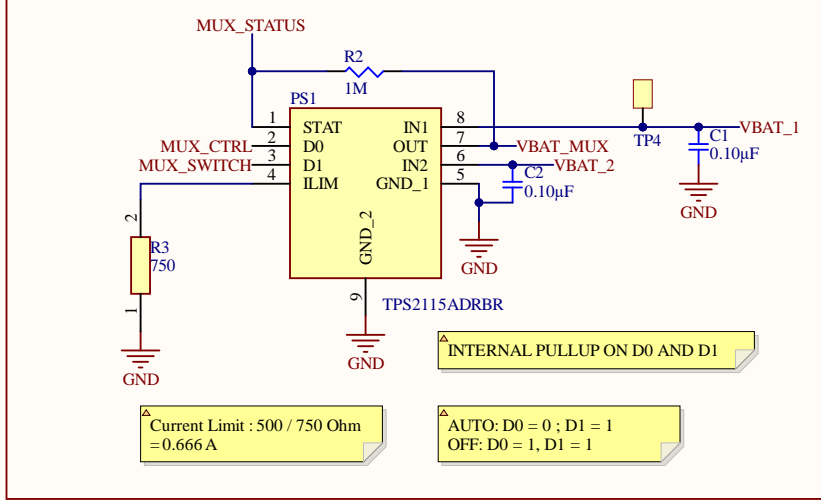 MUX_STATUS
R2
1M
PS1
1
STAT
IN1
8
MUX_CTRL
2
D0
OUT
7
VBAT_MUX
MUX_SWITCH
3
D1
IN2
6
VBAT_2
4
ILIM
GND_1
5
TP4
C1
0.10µF
VBAT_1
GND
C2
0.10µF
GND
GND_2
9
TPS2115ADRBR
GND
2
R3
750
1
GND
INTERNAL PULLUP ON D0 AND D1
Current Limit : 500 / 750 Ohm
= 0.666 A
AUTO: D0 = 0 ; D1 = 1
OFF: D0 = 1, D1 = 1